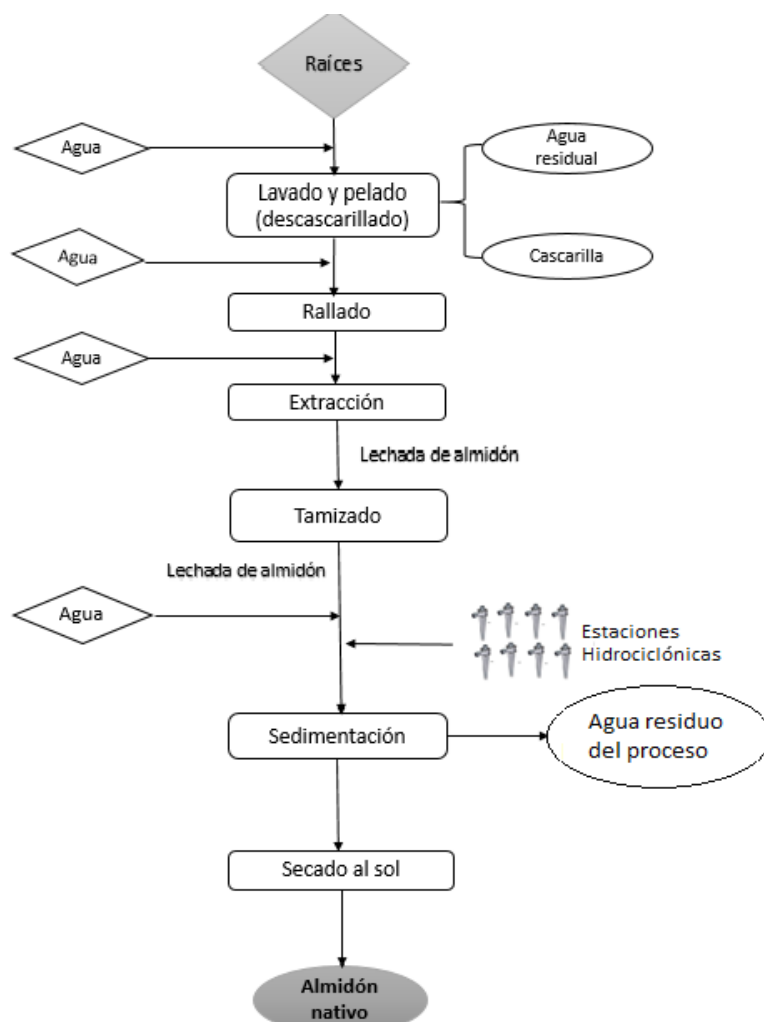 Raíces
Agua
Agua
residual
Lavado y pelado
(descascarillado)
Agua
Cascarilla
Rallado
Agua
Extracción
Lechada de almidón
Tamizado
Lechada de almidón
Agua
Estaciones
Hidrociclónicas
Sedimentación
Agua residuo
del proceso
Secado al sol
Almidón
nativo